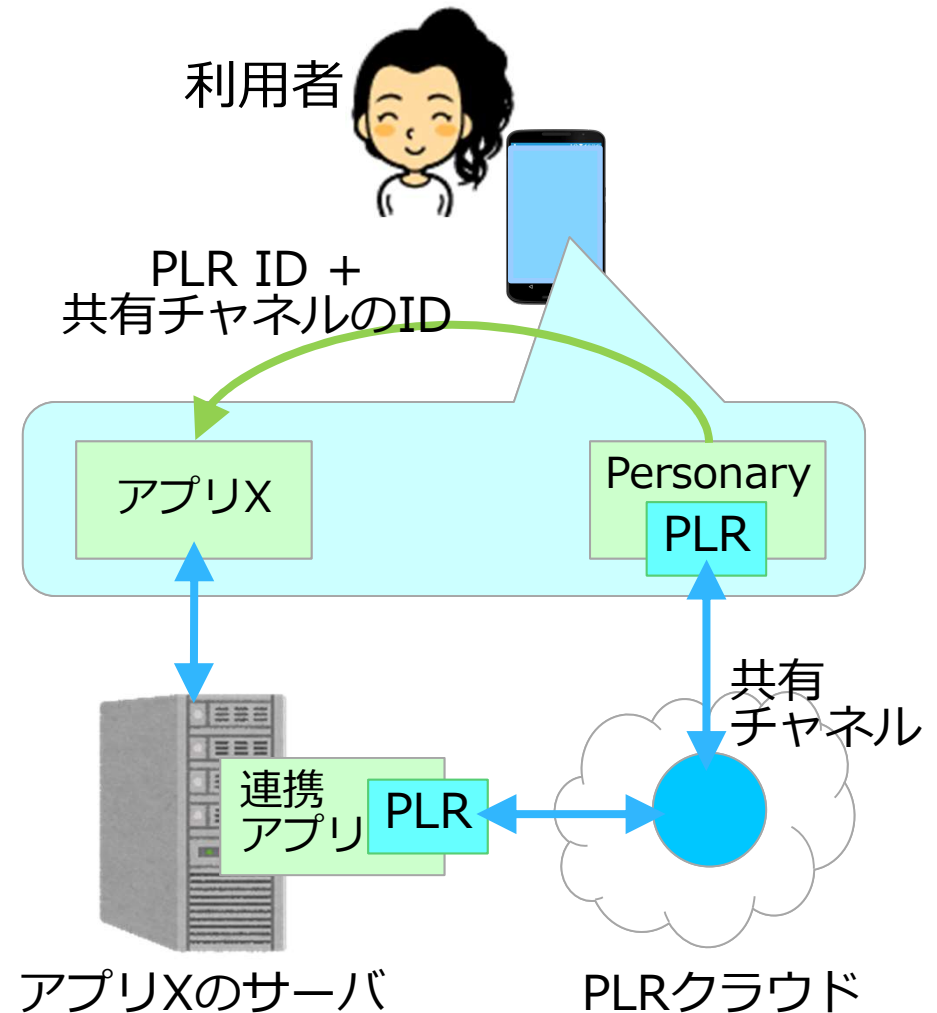 利用者
PLR ID +
共有チャネルのID
アプリX
Personary
PLR
共有
チャネル
連携
アプリ
PLR
アプリXのサーバ
PLRクラウド